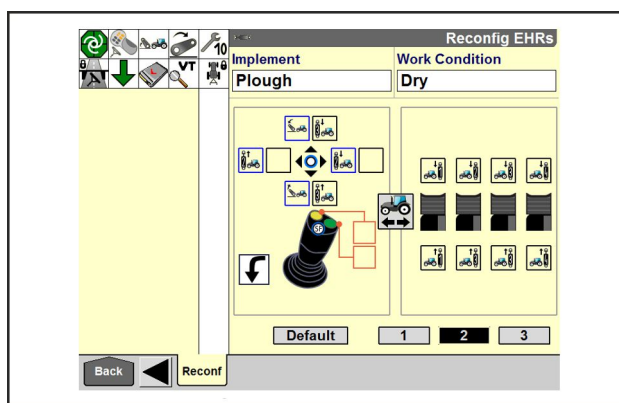 Reconfig EHRs
10
VT
Implement
Work Condition
Plough
Dry
Default
1
2
3
Back
Reconf